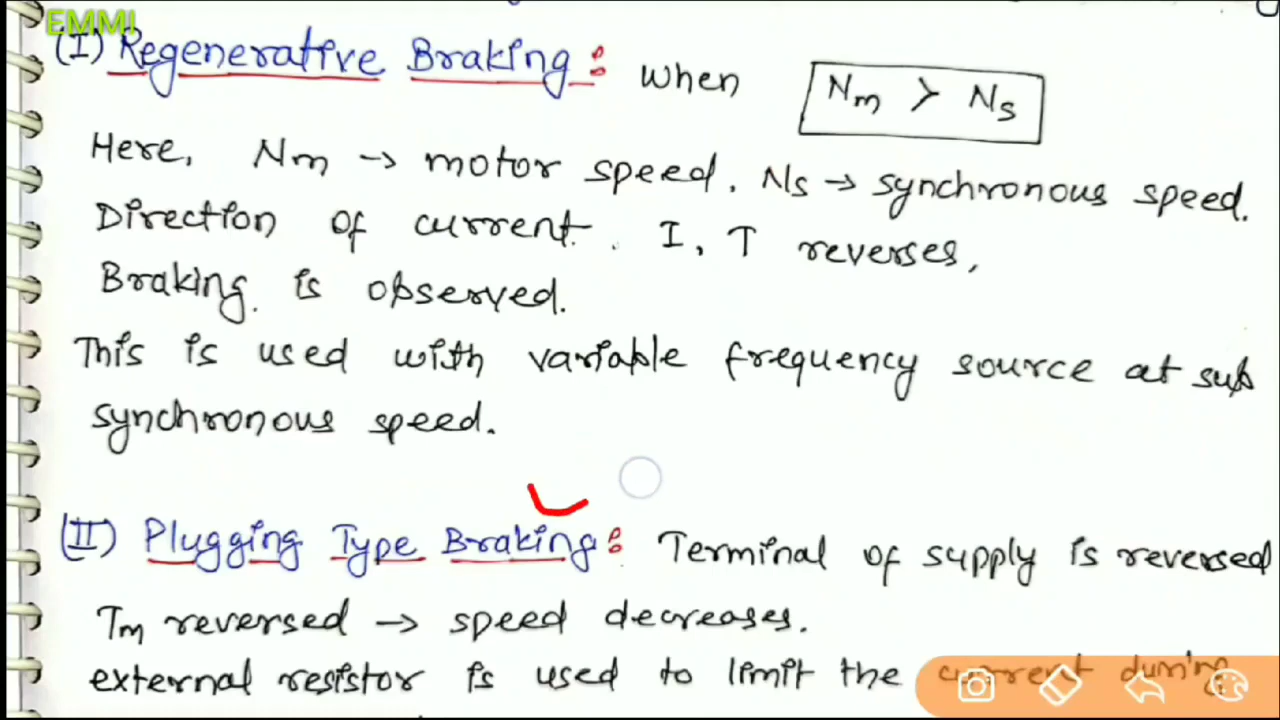 EMMI
(I) Regenerative Braking : when Nm > Ns
Here, Nm → motor speed. Ns → synchronous speed.
Direction of current. I, T reverses,
Braking. is observed.
This is used with variable frequency source at sub
synchronous speed.
(II) Plugging Type Braking : Terminal of supply is reversed
Tm reversed → speed decreases.
external resistor is used to limit the current during